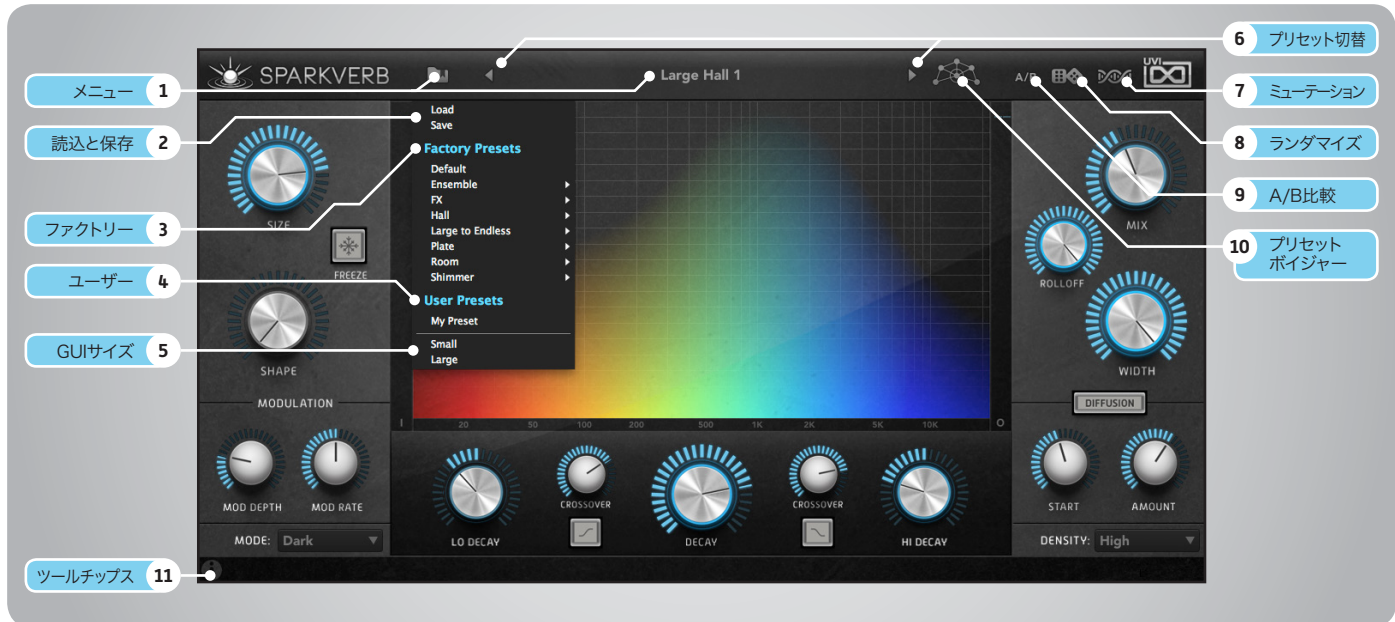 6 プリセット切替
UVI
SPARKVERB
Large Hall 1
A/B
メニュー 1
7 ミューテーション
Load
Save
読込と保存 2
8 ランダマイズ
Factory Presets
Default
Ensemble
FX
Hall
Large to Endless
Plate
Room
Shimmer
9 A/B比較
SIZE
MIX
ファクトリー 3
10 プリセット
ボイジャー
FREEZE
ROLLOFF
ユーザー 4
User Presets
My Preset
GUIサイズ 5
Small
Large
SHAPE
WIDTH
MODULATION
DIFFUSION
I 20 50 100 200 500 1K 2K 5K 10K O
MOD DEPTH MOD RATE
CROSSOVER
CROSSOVER
START AMOUNT
LO DECAY
DECAY
HI DECAY
MODE: Dark
DENSITY: High
ツールチップス 11